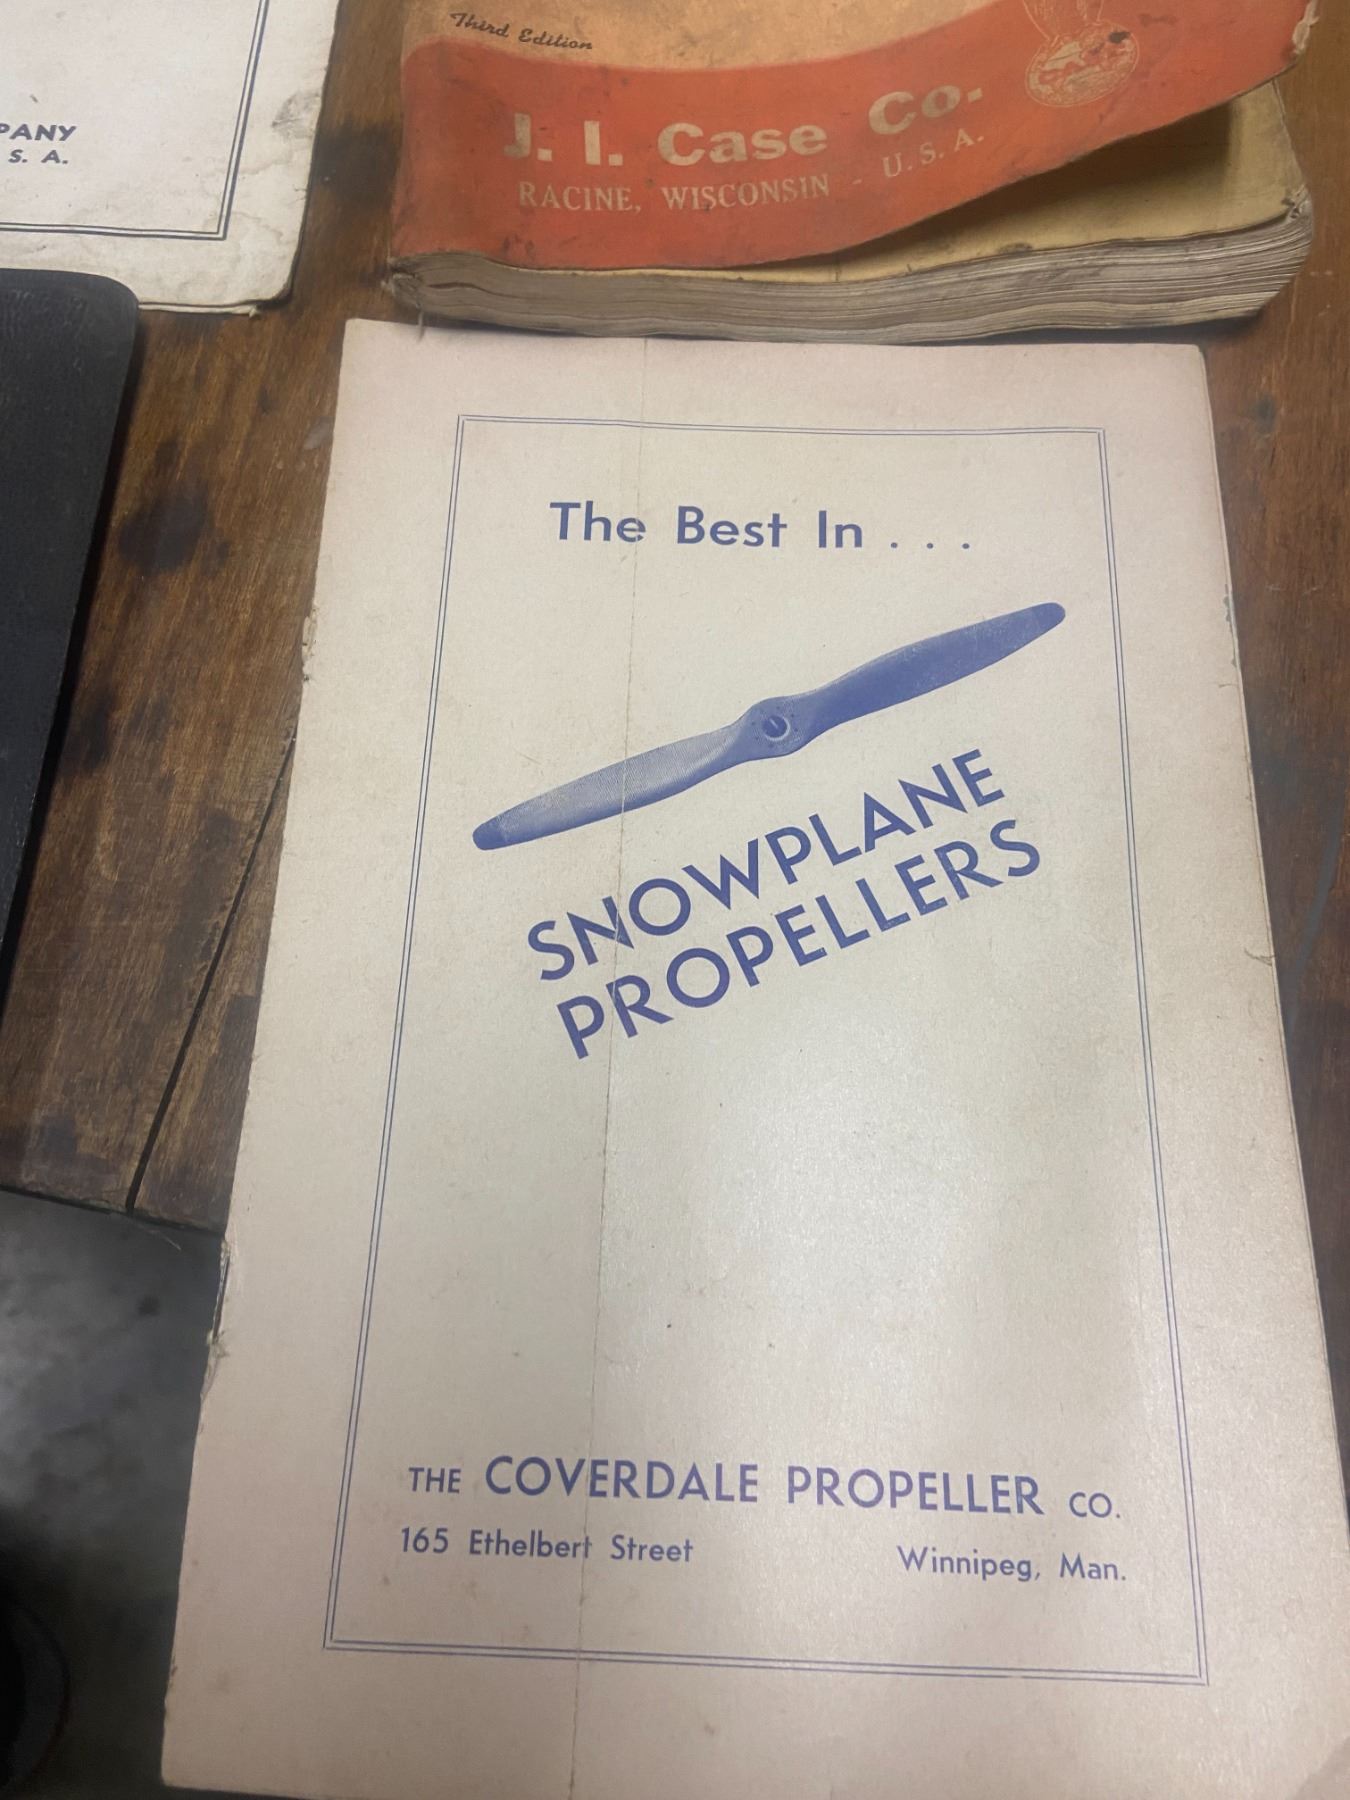 PANY
S. A.
Third Edition
J. I. Case Co.
RACINE, WISCONSIN - U.S.A.
The Best In . . .
SNOWPLANE
PROPELLERS
THE COVERDALE PROPELLER CO.
165 Ethelbert Street Winnipeg, Man.